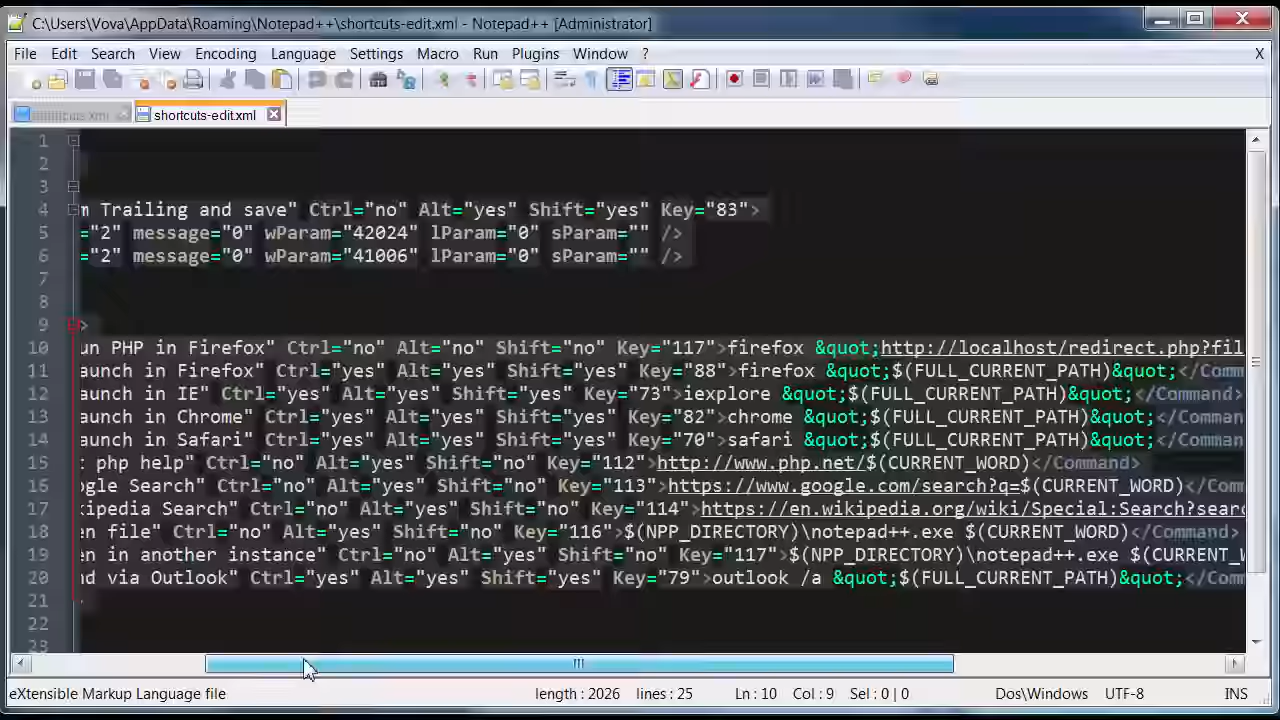 C:\Users\Vova\AppData\Roaming\Notepad++\shortcuts-edit.xml - Notepad++ [Administrator]
File Edit Search View Encoding Language Settings Macro Run Plugins Window ? X
shortcuts-edit.xml
1
2
3
4 m Trailing and save" Ctrl="no" Alt="yes" Shift="yes" Key="83">
5 ="2" message="0" wParam="42024" lParam="0" sParam="" />
6 ="2" message="0" wParam="41006" lParam="0" sParam="" />
7
8
9 >
10 un PHP in Firefox" Ctrl="no" Alt="no" Shift="no" Key="117">firefox &quot;http://localhost/redirect.php?fil
11 aunch in Firefox" Ctrl="yes" Alt="yes" Shift="yes" Key="88">firefox &quot;$(FULL_CURRENT_PATH)&quot;</Comm
12 aunch in IE" Ctrl="yes" Alt="yes" Shift="yes" Key="73">iexplore &quot;$(FULL_CURRENT_PATH)&quot;</Command>
13 aunch in Chrome" Ctrl="yes" Alt="yes" Shift="yes" Key="82">chrome &quot;$(FULL_CURRENT_PATH)&quot;</Comm
14 aunch in Safari" Ctrl="yes" Alt="yes" Shift="yes" Key="70">safari &quot;$(FULL_CURRENT_PATH)&quot;</Comman
15 t php help" Ctrl="no" Alt="yes" Shift="no" Key="112">http://www.php.net/$(CURRENT_WORD)</Command>
16 ogle Search" Ctrl="no" Alt="yes" Shift="no" Key="113">https://www.google.com/search?q=$(CURRENT_WORD)</Com
17 kipedia Search" Ctrl="no" Alt="yes" Shift="no" Key="114">https://en.wikipedia.org/wiki/Special:Search?searc
18 en file" Ctrl="no" Alt="yes" Shift="no" Key="116">$(NPP_DIRECTORY)\notepad++.exe $(CURRENT_WORD)</Command>
19 en in another instance" Ctrl="no" Alt="yes" Shift="no" Key="117">$(NPP_DIRECTORY)\notepad++.exe $(CURRENT_W
20 nd via Outlook" Ctrl="yes" Alt="yes" Shift="yes" Key="79">outlook /a &quot;$(FULL_CURRENT_PATH)&quot;</Comm
21
22
23
eXtensible Markup Language file length : 2026 lines : 25 Ln : 10 Col : 9 Sel : 0 | 0 Dos\Windows UTF-8 INS